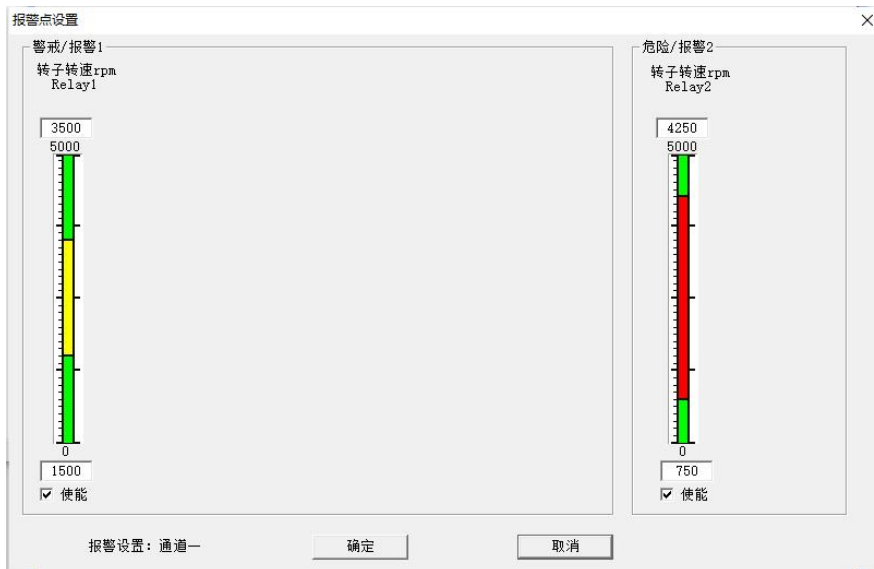 报警点设置
警戒/报警1
转子转速rpm
Relay1
3500
5000
0
1500
使能
危险/报警2
转子转速rpm
Relay2
4250
5000
0
750
使能
报警设置：通道一
确定
取消